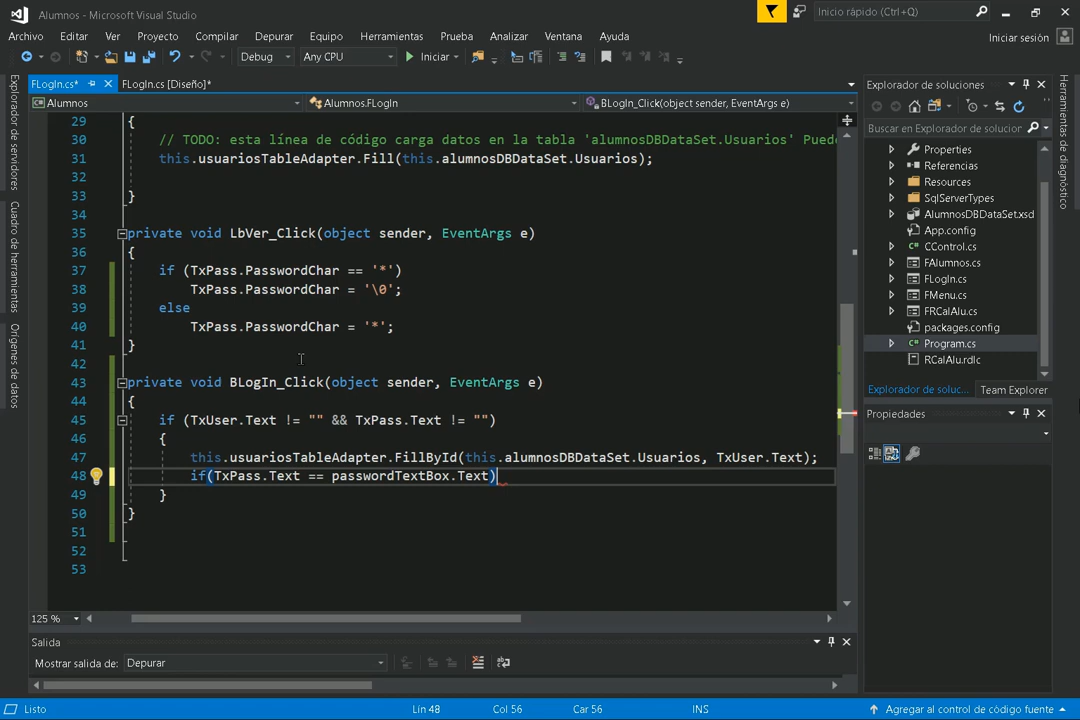 Alumnos - Microsoft Visual Studio
Inicio rápido (Ctrl+Q)
Archivo Editar Ver Proyecto Compilar Depurar Equipo Herramientas Prueba Analizar Ventana Ayuda
Iniciar sesión
Debug Any CPU Iniciar
FLogIn.cs* FLogIn.cs [Diseño]*
Alumnos Alumnos.FLogIn BLogIn_Click(object sender, EventArgs e)
29 {
30 // TODO: esta línea de código carga datos en la tabla 'alumnosDBDataSet.Usuarios' Puede
31 this.usuariosTableAdapter.Fill(this.alumnosDBDataSet.Usuarios);
32
33 }
34
35 private void LbVer_Click(object sender, EventArgs e)
36 {
37 if (TxPass.PasswordChar == '*')
38 TxPass.PasswordChar = '\0';
39 else
40 TxPass.PasswordChar = '*';
41 }
42
43 private void BLogIn_Click(object sender, EventArgs e)
44 {
45 if (TxUser.Text != "" && TxPass.Text != "")
46 {
47 this.usuariosTableAdapter.FillById(this.alumnosDBDataSet.Usuarios, TxUser.Text);
48 if(TxPass.Text == passwordTextBox.Text)
49 }
50 }
51
52
53
125 %
Salida
Mostrar salida de: Depurar
Listo Lín 48 Col 56 Car 56 INS Agregar al control de código fuente
Explorador de servidores
Cuadro de herramientas
Orígenes de datos
Explorador de soluciones
Buscar en Explorador de solucion
Properties
Referencias
Resources
SqlServerTypes
AlumnosDBDataSet.xsd
App.config
CControl.cs
FAlumnos.cs
FLogIn.cs
FMenu.cs
FRCalAlu.cs
packages.config
Program.cs
RCalAlu.rdlc
Explorador de soluc... Team Explorer
Propiedades
Herramientas de diagnóstico